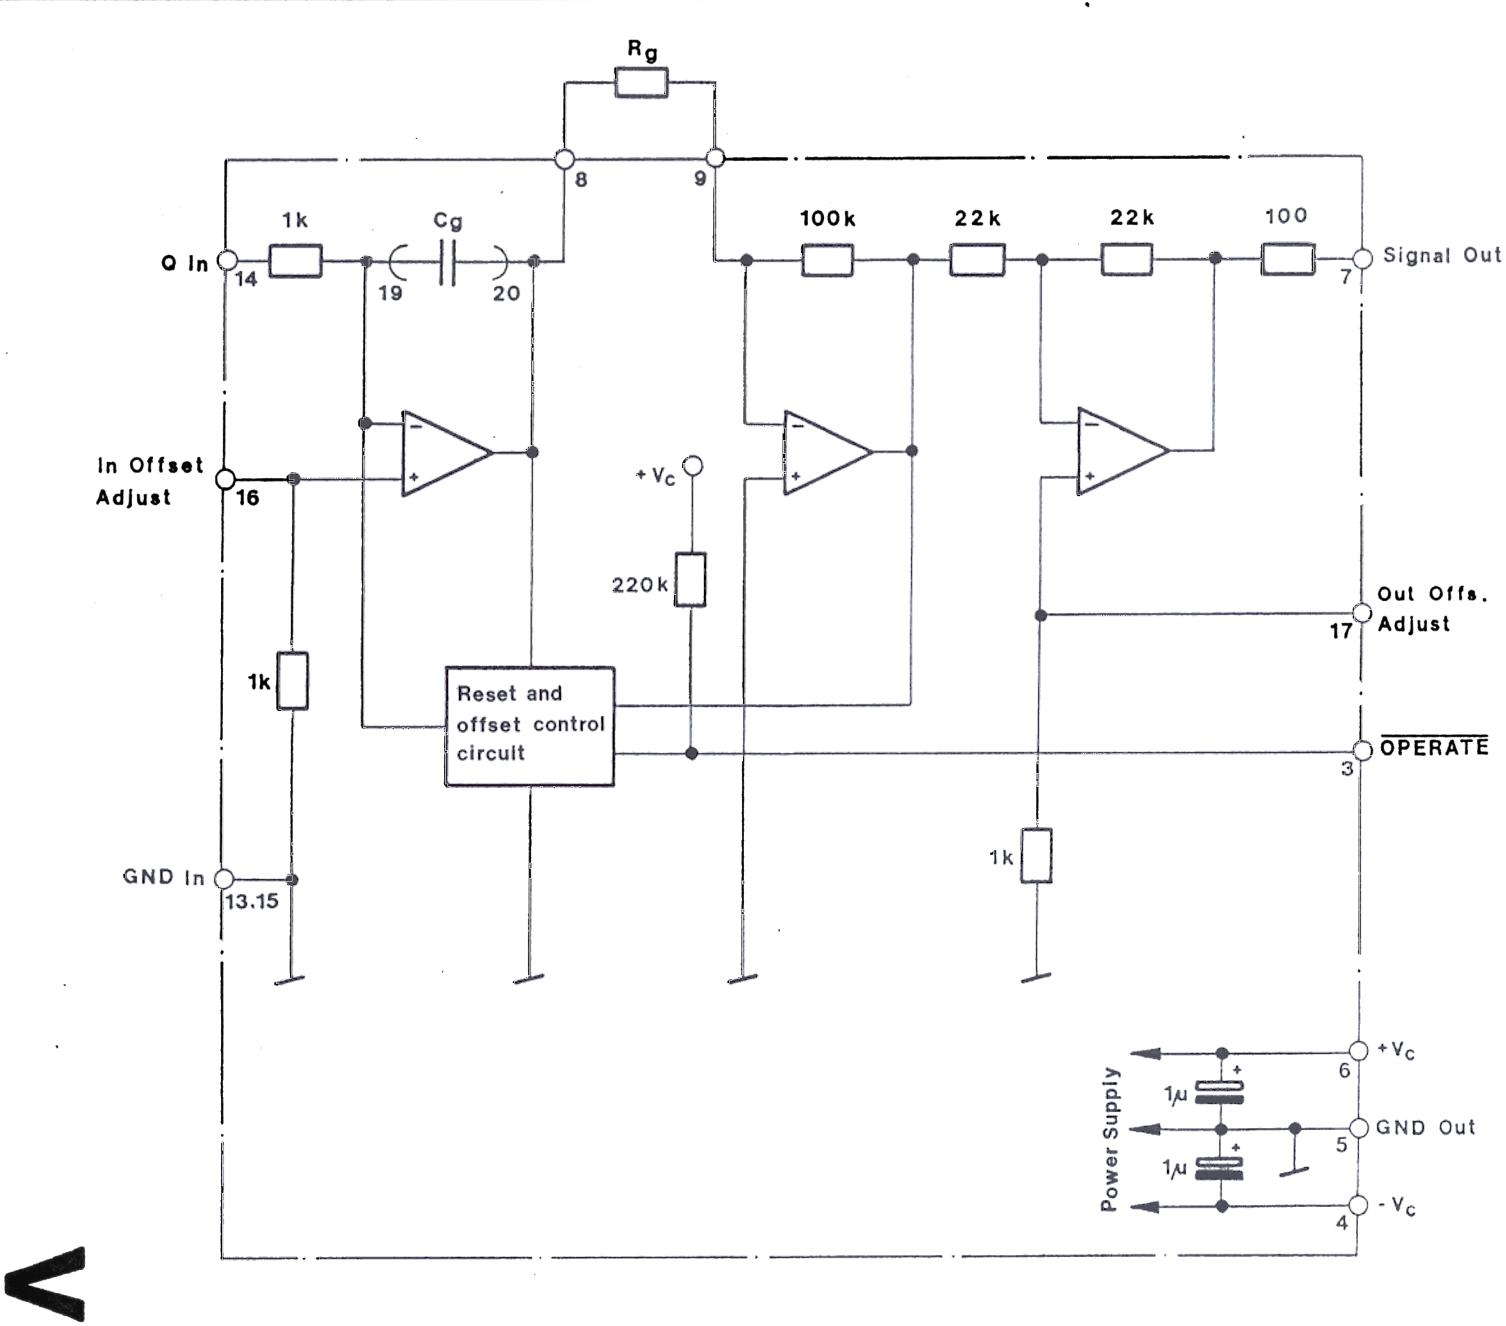 Rg
8
9
1k
Cg
100k
22k
22k
100
Q In
14
19
20
7
Signal Out
−
+
−
+
−
+
In Offset
Adjust
16
+Vc
220k
Out Offs.
Adjust
17
1k
Reset and
offset control
circuit
OPERATE
3
1k
GND In
13.15
Power Supply
+Vc
6
+
1µ
GND Out
5
+
1µ
-Vc
4